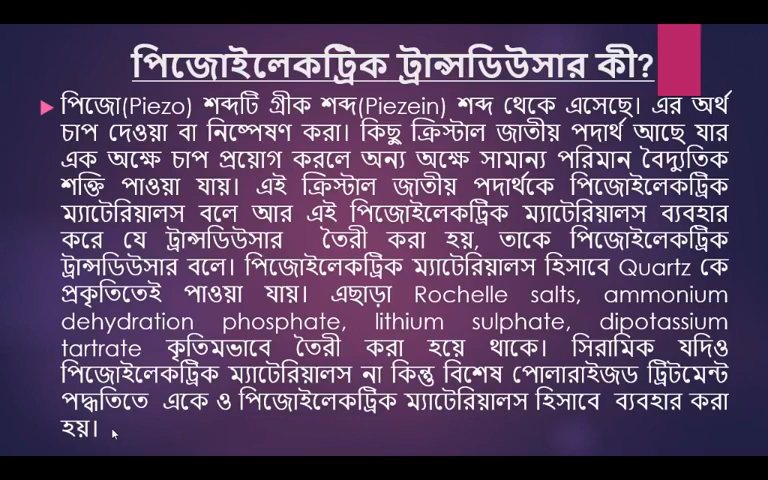 পিজোইলেকট্রিক ট্রান্সডিউসার কী?
পিজো(Piezo) শব্দটি গ্রীক শব্দ(Piezein) শব্দ থেকে এসেছে। এর অর্থ
চাপ দেওয়া বা নিষ্পেষণ করা। কিছু ক্রিস্টাল জাতীয় পদার্থ আছে যার
এক অক্ষে চাপ প্রয়োগ করলে অন্য অক্ষে সামান্য পরিমান বৈদ্যুতিক
শক্তি পাওয়া যায়। এই ক্রিস্টাল জাতীয় পদার্থকে পিজোইলেকট্রিক
ম্যাটেরিয়ালস বলে আর এই পিজোইলেকট্রিক ম্যাটেরিয়ালস ব্যবহার
করে যে ট্রান্সডিউসার তৈরী করা হয়, তাকে পিজোইলেকট্রিক
ট্রান্সডিউসার বলে। পিজোইলেকট্রিক ম্যাটেরিয়ালস হিসাবে Quartz কে
প্রকৃতিতেই পাওয়া যায়। এছাড়া Rochelle salts, ammonium
dehydration phosphate, lithium sulphate, dipotassium
tartrate কৃতিমভাবে তৈরী করা হয়ে থাকে। সিরামিক যদিও
পিজোইলেকট্রিক ম্যাটেরিয়ালস না কিন্তু বিশেষ পোলারাইজড ট্রিটমেন্ট
পদ্ধতিতে একে ও পিজোইলেকট্রিক ম্যাটেরিয়ালস হিসাবে ব্যবহার করা
হয়।